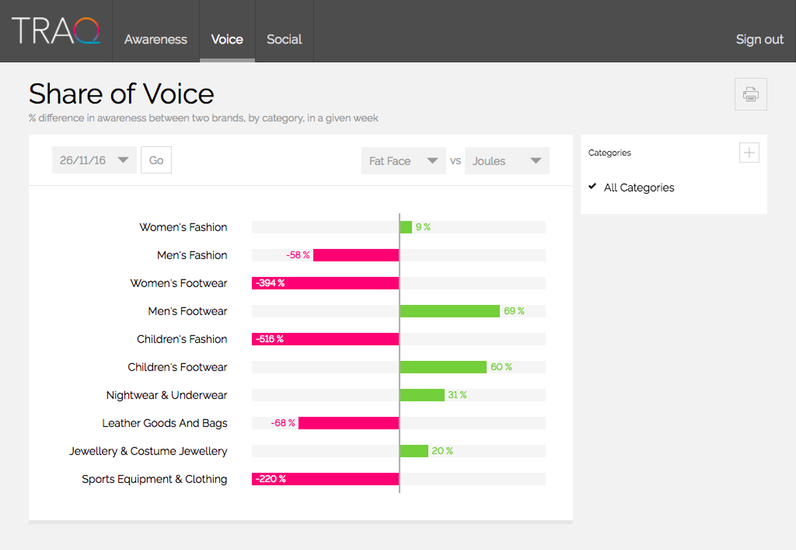 TRAQ
Awareness
Voice
Social
Sign out
Share of Voice
% difference in awareness between two brands, by category, in a given week
26/11/16
Go
Fat Face
vs
Joules
Categories
All Categories
Women's Fashion 9 %
Men's Fashion -58 %
Women's Footwear -394 %
Men's Footwear 69 %
Children's Fashion -516 %
Children's Footwear 60 %
Nightwear & Underwear 31 %
Leather Goods And Bags -68 %
Jewellery & Costume Jewellery 20 %
Sports Equipment & Clothing -220 %